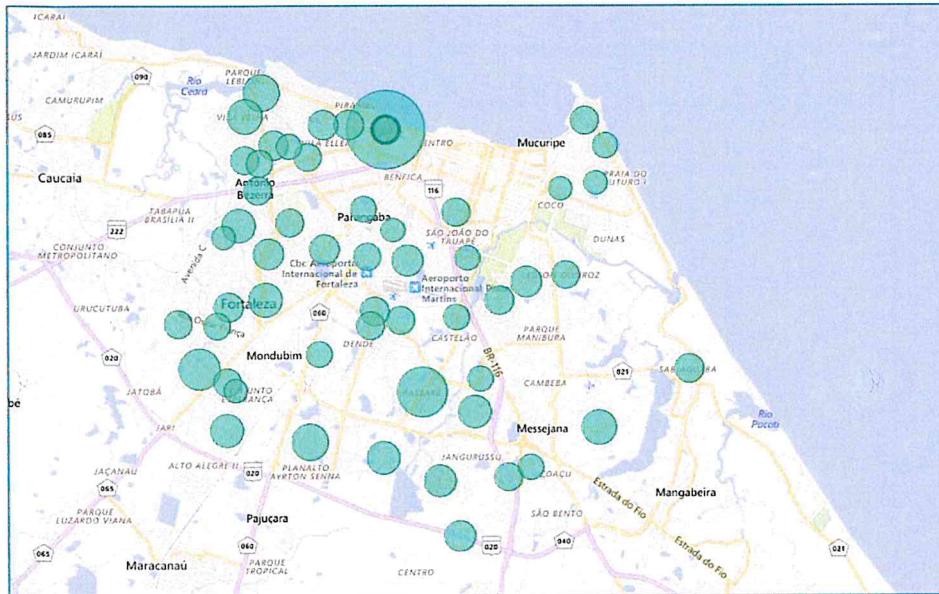 ICARAÍ
JARDIM ICARAÍ
090
Rio
Ceará
PARQUE
CAMURUPIM
VILA VELHA
085
Caucaia
Mucuripe
CENTRO
BENFICA
116
PRAIA DO
COCO
Antônio
Bezerra
TABAPUA
BRASÍLIA II
Parangaba
222
SÃO JOÃO DO
TAUAPÉ
DUNAS
CONJUNTO
METROPOLITANO
Avenida C
Cbc Aeroporto
Internacional de
Fortaleza
Aeroporto
Internacional
Martins
URUCUTUBA
Fortaleza
060
PARQUE
MANIBURA
DENDE
CASTELÃO
BR-116
020
Mondubim
021
SABIAGUABA
CAMBEBA
JATOBÁ
bé
Rio
Pacoti
JARI
Messejana
JANGURUSSU
ALTO ALEGRE II
020
PLANALTO
AYRTON SENNA
JAÇANAÚ
065
Estrada do Fio
Mangabeira
PARQUE
LUZARDO VIANA
Pajuçara
SÃO BENTO
065
060
020
040
Estrada do Fio
021
Maracanaú
PARQUE
TROPICAL
CENTRO